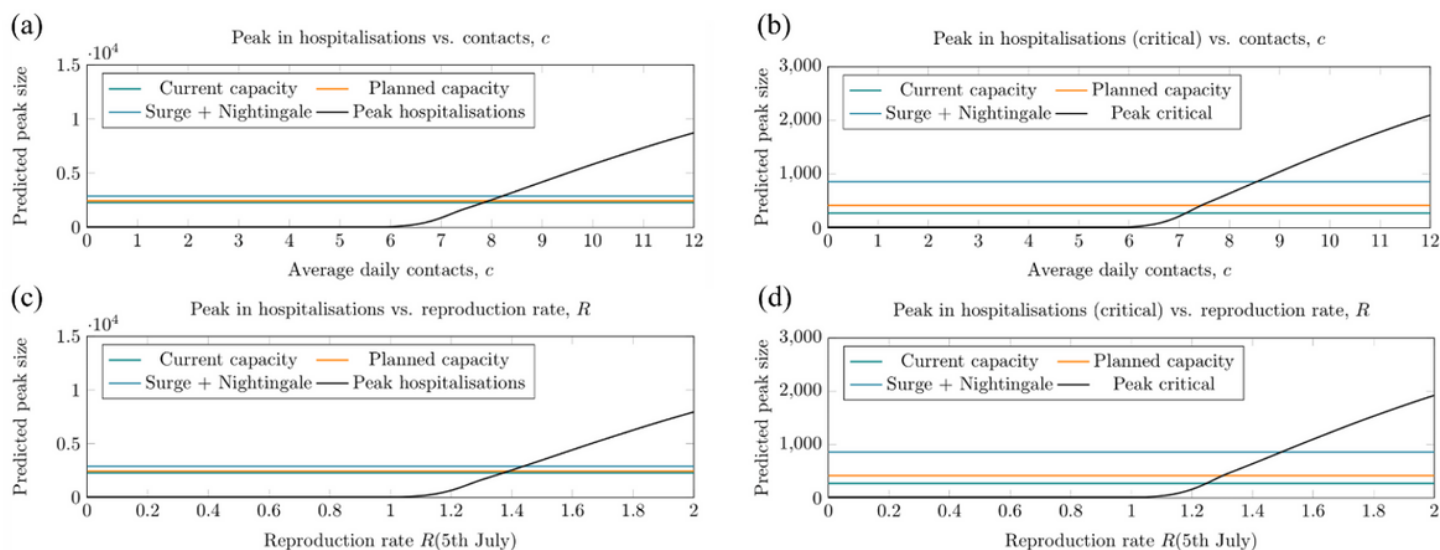 (a)
Peak in hospitalisations vs. contacts, c
·10⁴
Predicted peak size
1.5
1
0.5
0
Current capacity Planned capacity
Surge + Nightingale Peak hospitalisations
0 1 2 3 4 5 6 7 8 9 10 11 12
Average daily contacts, c
(b)
Peak in hospitalisations (critical) vs. contacts, c
Predicted peak size
3,000
2,000
1,000
0
Current capacity Planned capacity
Surge + Nightingale Peak critical
0 1 2 3 4 5 6 7 8 9 10 11 12
Average daily contacts, c
(c)
Peak in hospitalisations vs. reproduction rate, R
·10⁴
Predicted peak size
1.5
1
0.5
0
Current capacity Planned capacity
Surge + Nightingale Peak hospitalisations
0 0.2 0.4 0.6 0.8 1 1.2 1.4 1.6 1.8 2
Reproduction rate R(5th July)
(d)
Peak in hospitalisations (critical) vs reproduction rate, R
Predicted peak size
3,000
2,000
1,000
0
Current capacity Planned capacity
Surge + Nightingale Peak critical
0 0.2 0.4 0.6 0.8 1 1.2 1.4 1.6 1.8 2
Reproduction rate R(5th July)